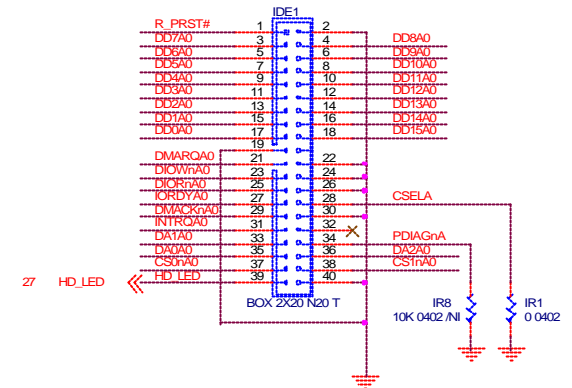 IDE1
R_PRST# 1 2
DD7A0 3 4 DD8A0
DD6A0 5 6 DD9A0
DD5A0 7 8 DD10A0
DD4A0 9 10 DD11A0
DD3A0 11 12 DD12A0
DD2A0 13 14 DD13A0
DD1A0 15 16 DD14A0
DD0A0 17 18 DD15A0
19
DMARQA0 21 22
DIOWnA0 23 24
DIORnA0 25 26
IORDYA0 27 28 CSELA
DMACKnA0 29 30
INTRQA0 31 32
DA1A0 33 34 PDIAGnA
DA0A0 35 36 DA2A0
CS0nA0 37 38 CS1nA0
27 HD_LED HD_LED 39 40
BOX 2X20 N20 T
IR8 IR1
10K 0402 /NI 0 0402